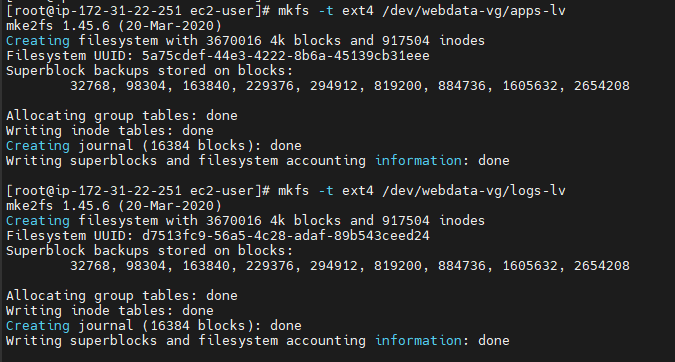 [root@ip-172-31-22-251 ec2-user]# mkfs -t ext4 /dev/webdata-vg/apps-lv
mke2fs 1.45.6 (20-Mar-2020)
Creating filesystem with 3670016 4k blocks and 917504 inodes
Filesystem UUID: 5a75cdef-44e3-4222-8b6a-45139cb31eee
Superblock backups stored on blocks:
        32768, 98304, 163840, 229376, 294912, 819200, 884736, 1605632, 2654208

Allocating group tables: done
Writing inode tables: done
Creating journal (16384 blocks): done
Writing superblocks and filesystem accounting information: done

[root@ip-172-31-22-251 ec2-user]# mkfs -t ext4 /dev/webdata-vg/logs-lv
mke2fs 1.45.6 (20-Mar-2020)
Creating filesystem with 3670016 4k blocks and 917504 inodes
Filesystem UUID: d7513fc9-56a5-4c28-adaf-89b543ceed24
Superblock backups stored on blocks:
        32768, 98304, 163840, 229376, 294912, 819200, 884736, 1605632, 2654208

Allocating group tables: done
Writing inode tables: done
Creating journal (16384 blocks): done
Writing superblocks and filesystem accounting information: done